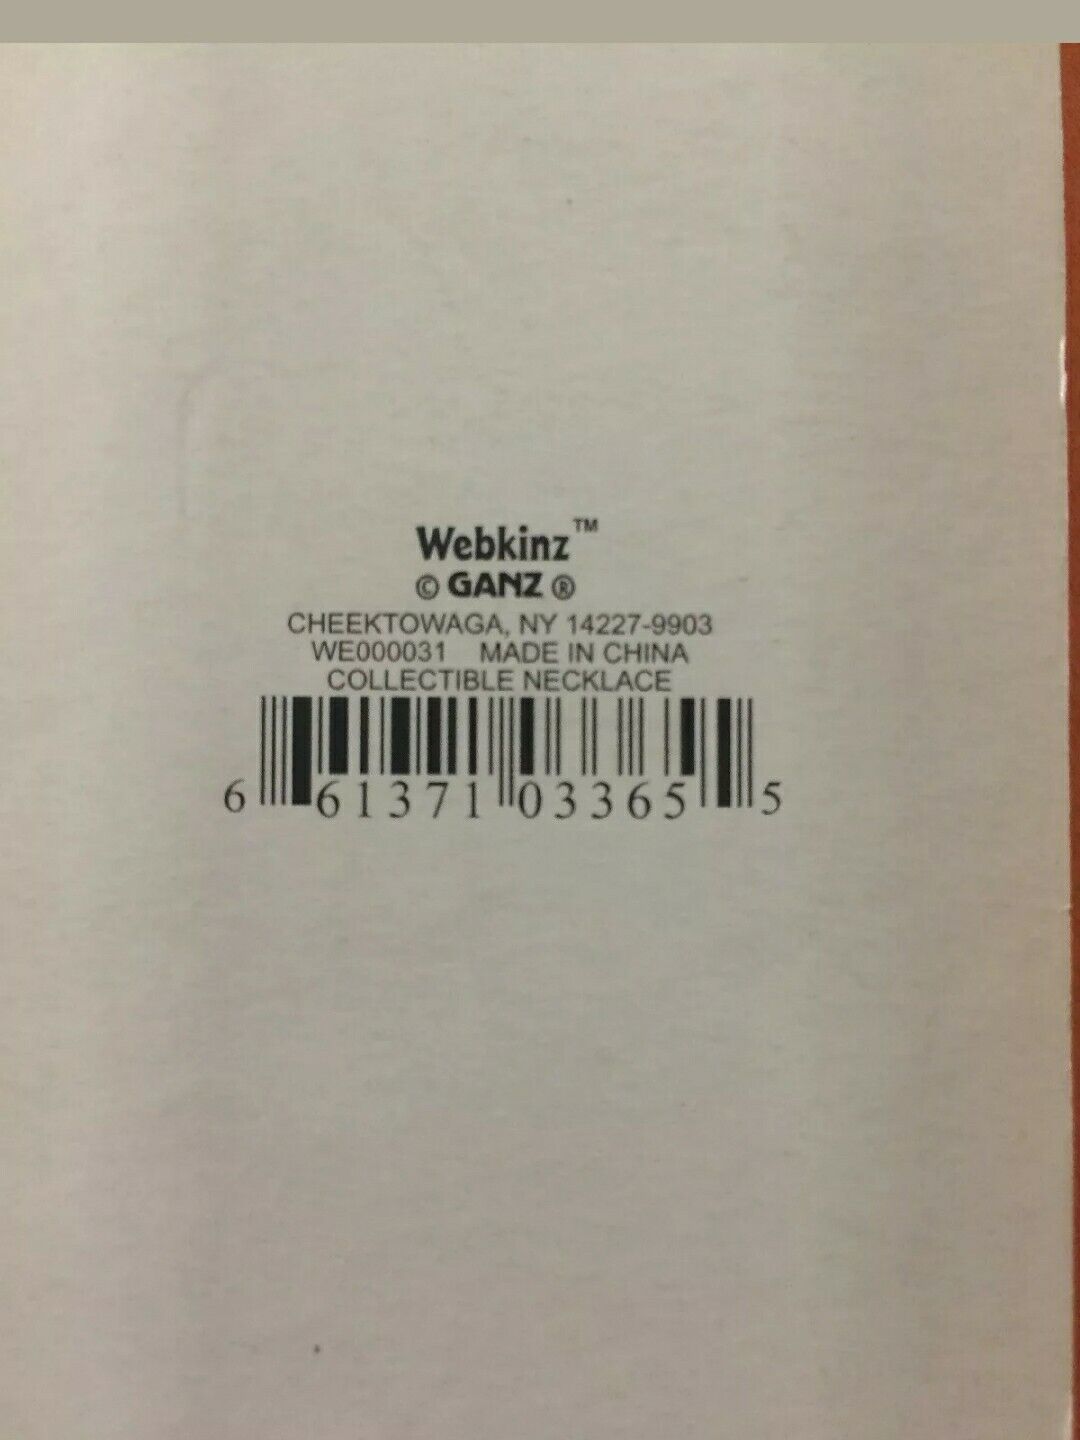 Webkinz™
© GANZ ®
CHEEKTOWAGA, NY 14227-9903
WE000031 MADE IN CHINA
COLLECTIBLE NECKLACE
6 61371 03365 5